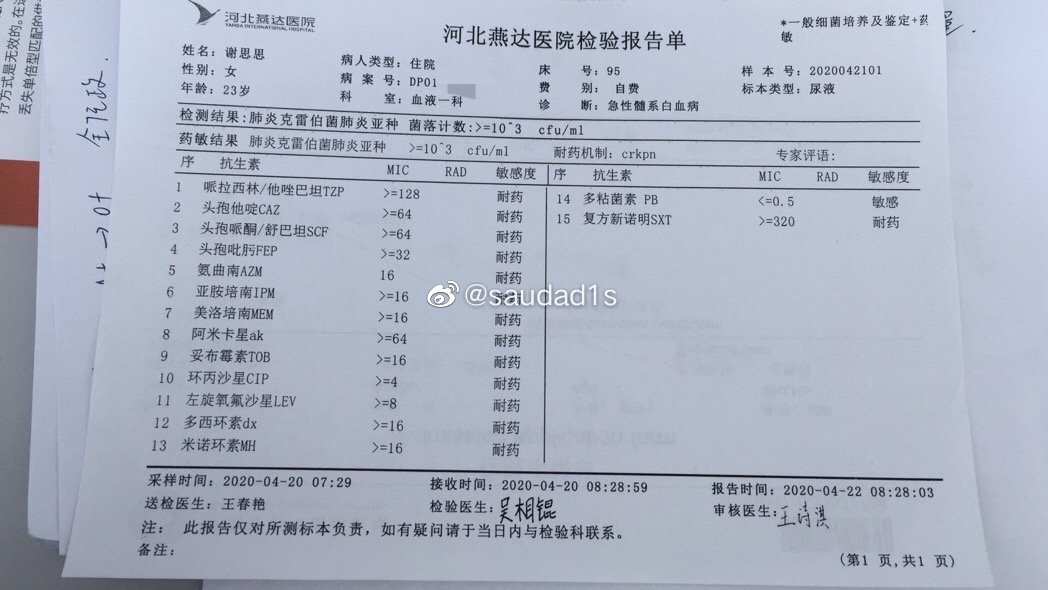 河北燕达医院
YANDA INTERNATIONAL HOSPITAL
河北燕达医院检验报告单
*一般细菌培养及鉴定+药敏
姓名: 谢思思 病人类型: 住院 床 号: 95 样 本 号: 2020042101
性别: 女 病 案 号: DP01 费 别: 自费 标本类型: 尿液
年龄: 23岁 科 室: 血液一科 诊 断: 急性髓系白血病
检测结果: 肺炎克雷伯菌肺炎亚种 菌落计数: >=10^3 cfu/ml
药敏结果 肺炎克雷伯菌肺炎亚种 >=10^3 cfu/ml 耐药机制: crkpn 专家评语:
序 抗生素 MIC RAD 敏感度 序 抗生素 MIC RAD 敏感度
1 哌拉西林/他唑巴坦TZP >=128 耐药 14 多粘菌素 PB <=0.5 敏感
2 头孢他啶CAZ >=64 耐药 15 复方新诺明SXT >=320 耐药
3 头孢哌酮/舒巴坦SCF >=64 耐药
4 头孢吡肟FEP >=32 耐药
5 氨曲南AZM 16 耐药
6 亚胺培南IPM >=16 耐药
7 美洛培南MEM >=16 耐药
8 阿米卡星ak >=64 耐药
9 妥布霉素TOB >=16 耐药
10 环丙沙星CIP >=4 耐药
11 左旋氧氟沙星LEV >=8 耐药
12 多西环素dx >=16 耐药
13 米诺环素MH >=16 耐药
@saudad1s
采样时间: 2020-04-20 07:29 接收时间: 2020-04-20 08:28:59 报告时间: 2020-04-22 08:28:03
送检医生: 王春艳 检验医生: 吴相锟 审核医生: 王诗淇
注: 此报告仅对所测标本负责, 如有疑问请于当日内与检验科联系。
备注:
(第1 页,共1 页)
疗方式是无效的。在这
丢失单倍型匹配的